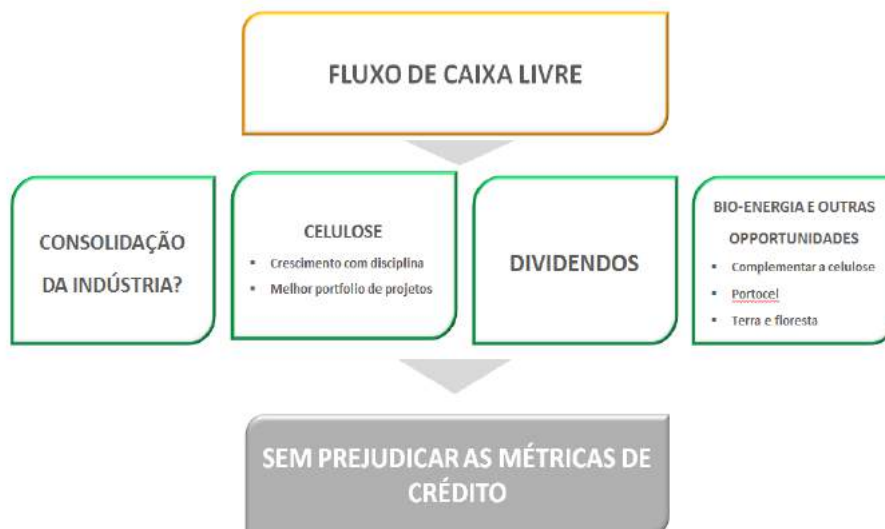 FLUXO DE CAIXA LIVRE
CONSOLIDAÇÃO
DA INDÚSTRIA?
CELULOSE
▪ Crescimento com disciplina
▪ Melhor portfolio de projetos
DIVIDENDOS
BIO-ENERGIA E OUTRAS
OPPORTUNIDADES
▪ Complementar a celulose
▪ Portocel
▪ Terra e floresta
SEM PREJUDICAR AS MÉTRICAS DE
CRÉDITO